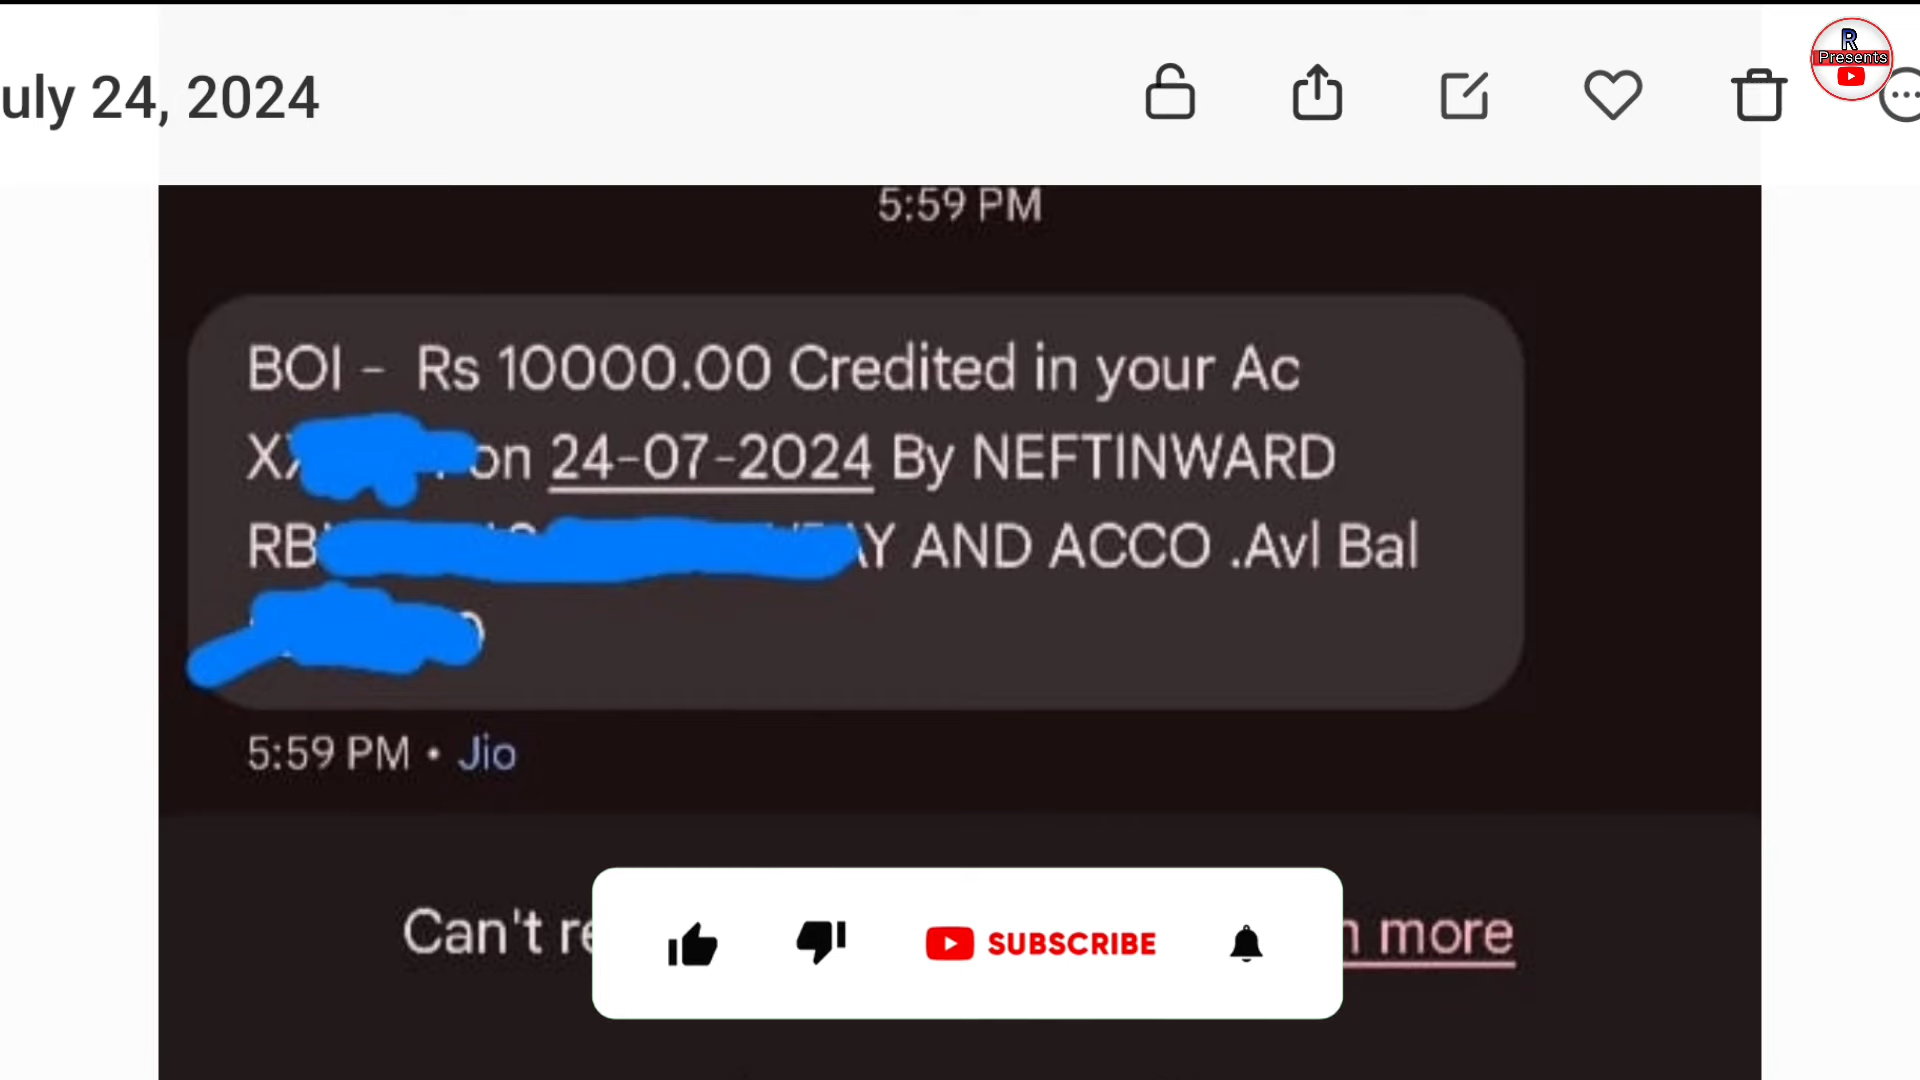 uly 24, 2024
R
Presents
5:59 PM
BOI - Rs 10000.00 Credited in your Ac
on 24-07-2024 By NEFTINWARD
AND ACCO .Avl Bal
5:59 PM • Jio
Can't
more
SUBSCRIBE